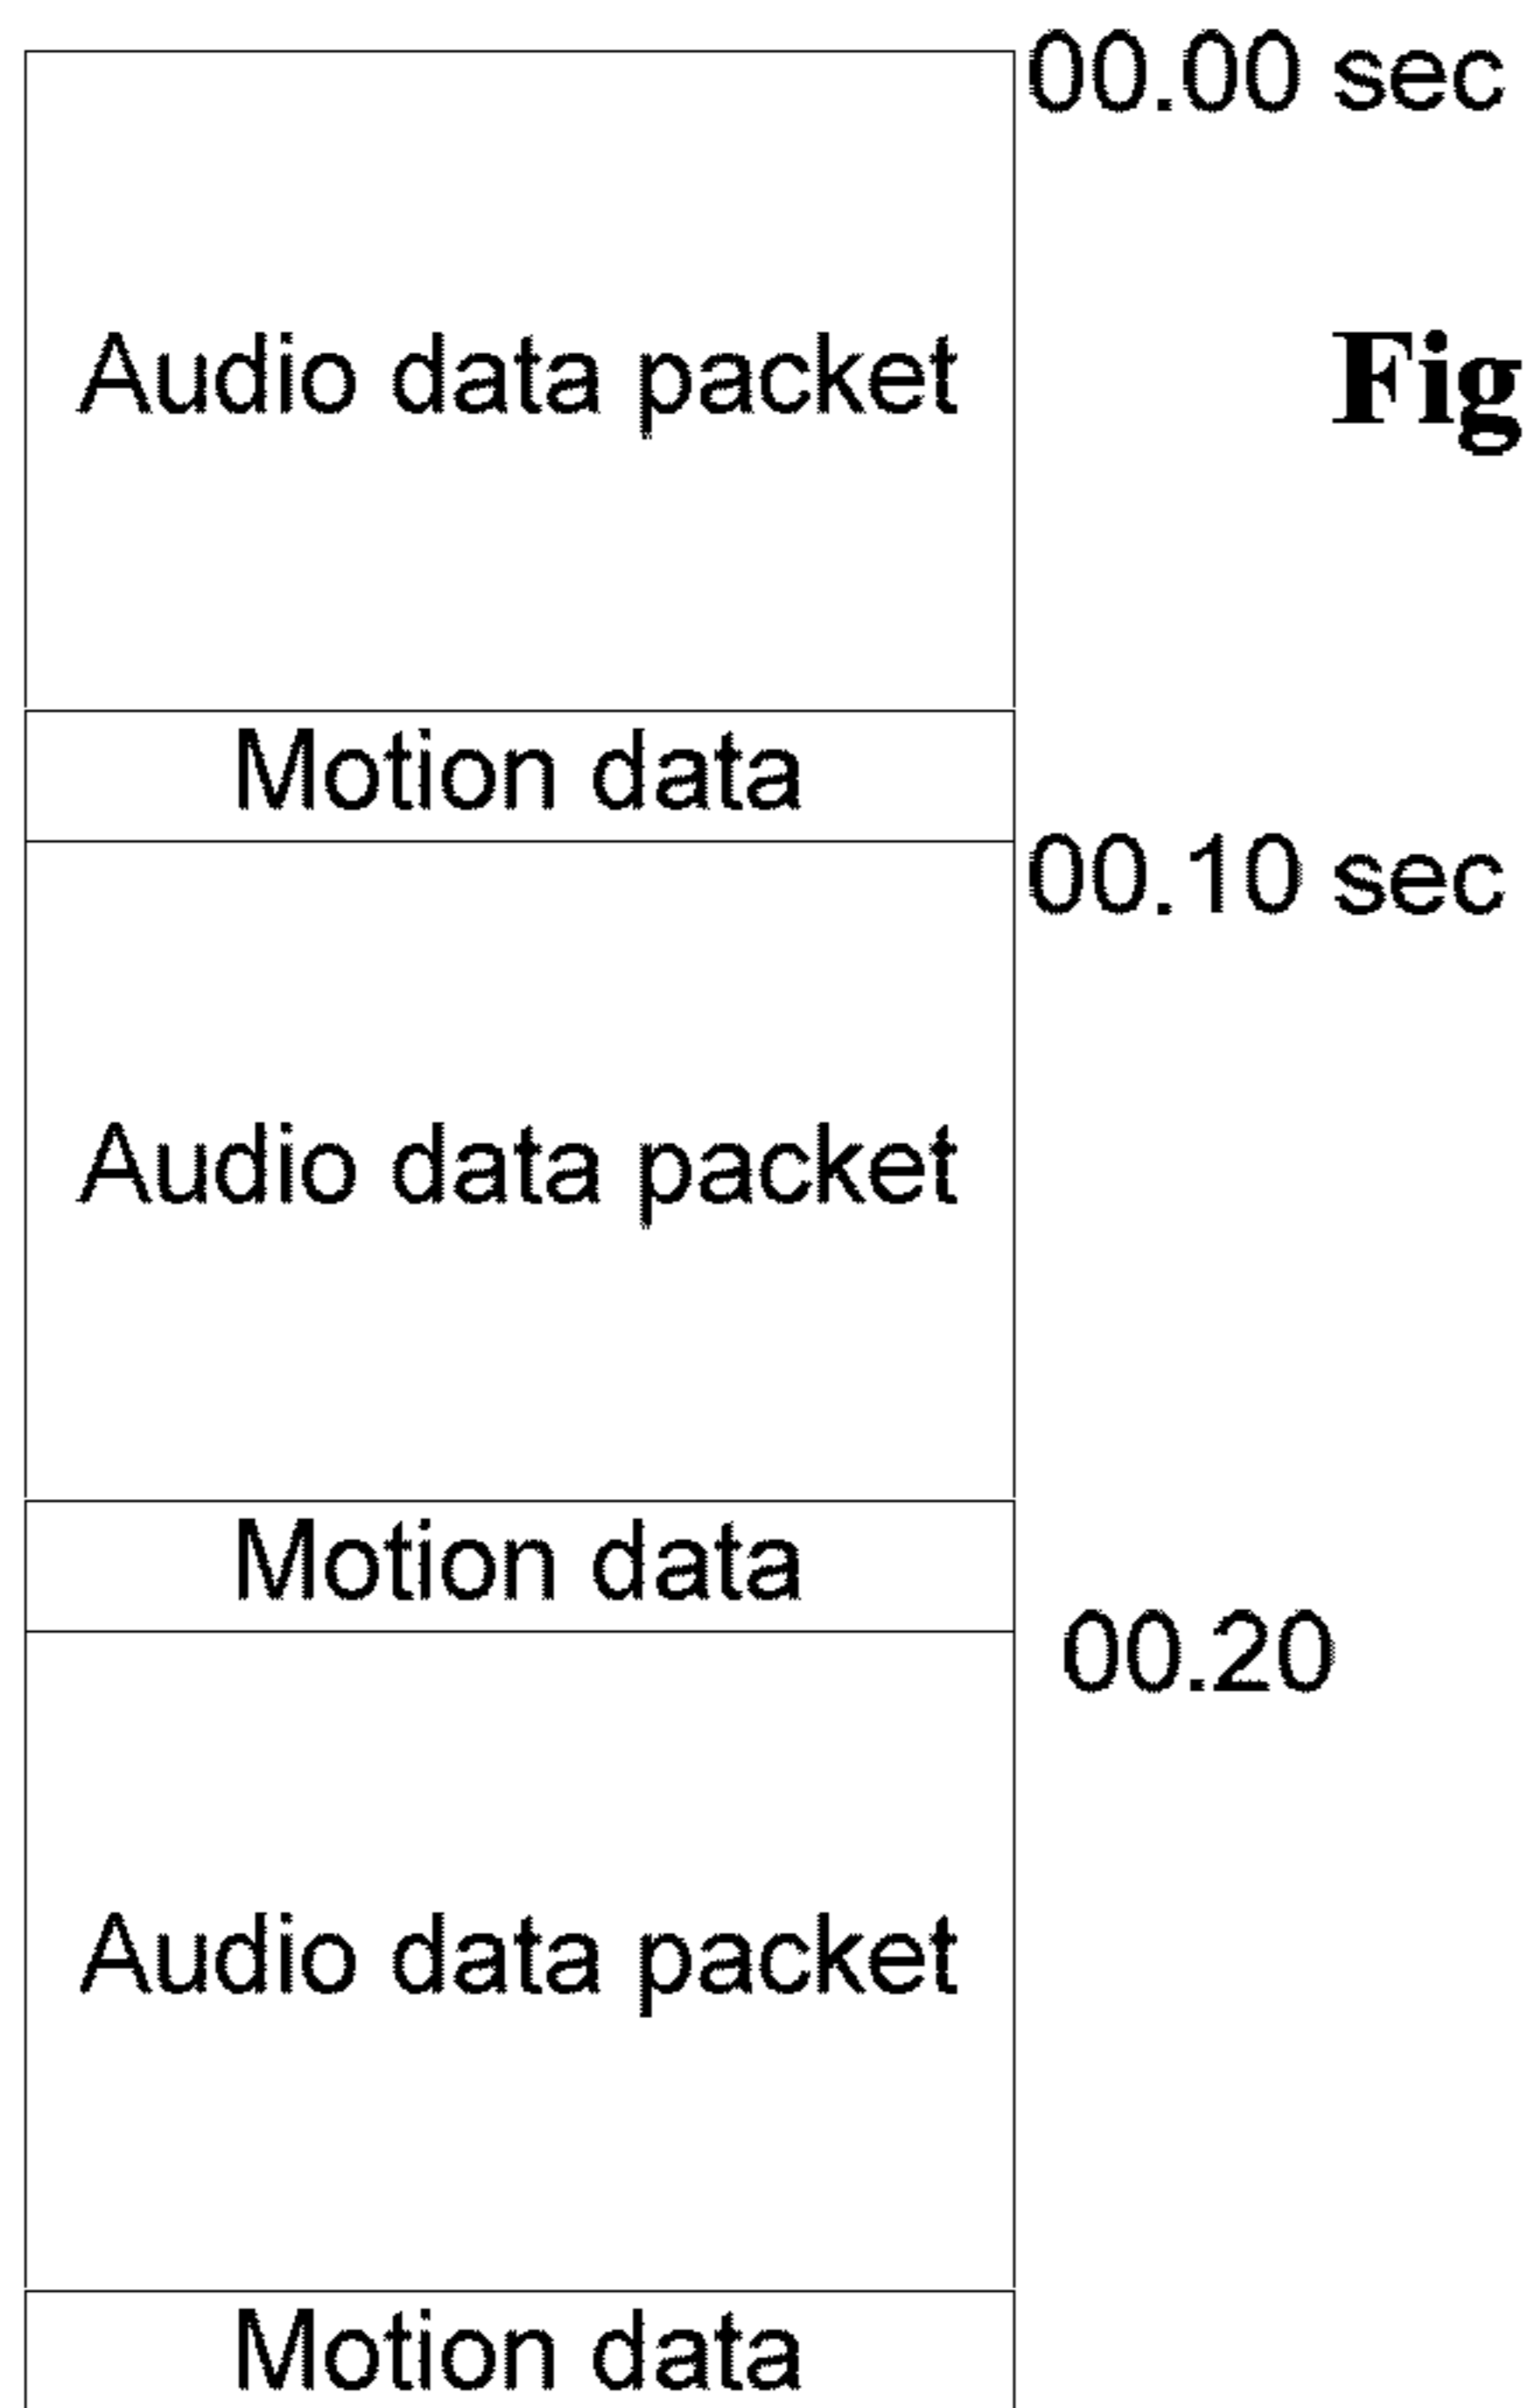 00.00 sec
Audio data packet
Fig
Motion data
00.10 sec
Audio data packet
Motion data
00.20
Audio data packet
Motion data